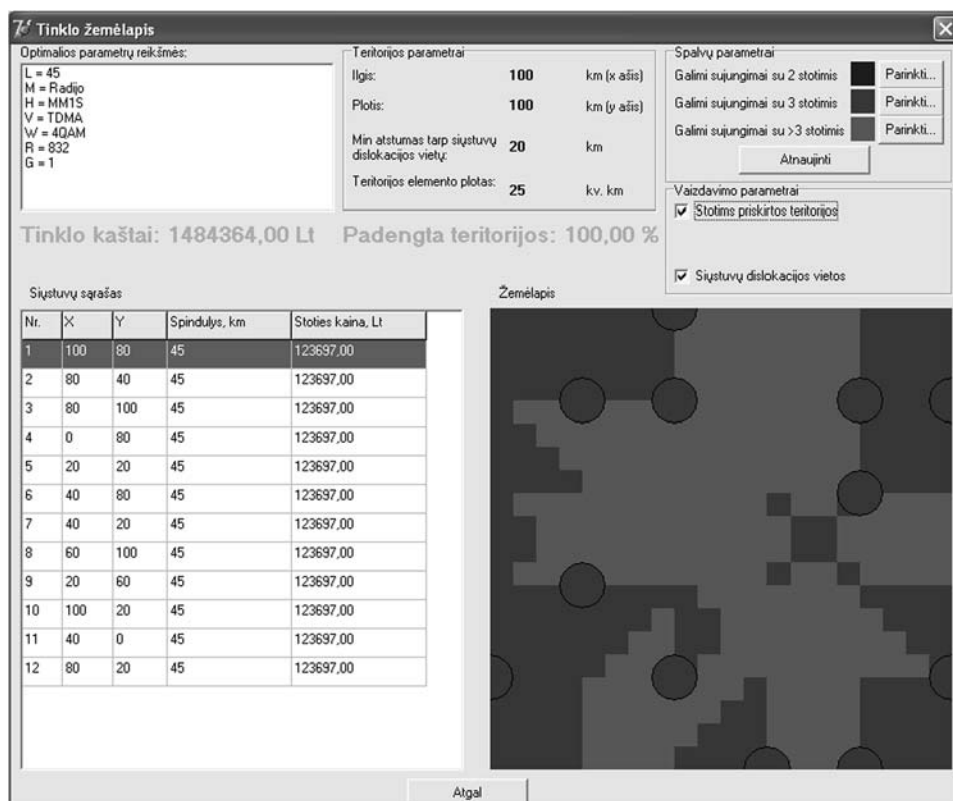 Tinklo žemėlapis
Optimalios parametrų reikšmės:
L = 45
M = Radijo
H = MM1S
V = TDMA
W = 4QAM
R = 832
G = 1
Teritorijos parametrai
Ilgis: 100 km (x ašis)
Plotis: 100 km (y ašis)
Min atstumas tarp siųstuvų dislokacijos vietų: 20 km
Teritorijos elemento plotas: 25 kv. km
Spalvų parametrai
Galimi sujungimai su 2 stotimis Parinkti...
Galimi sujungimai su 3 stotimis Parinkti...
Galimi sujungimai su >3 stotimis Parinkti...
Atnaujinti
Vaizdavimo parametrai
Stotims priskirtos teritorijos
Siųstuvų dislokacijos vietos
Tinklo kaštai: 1484364,00 Lt Padengta teritorijos: 100,00 %
Siųstuvų sąrašas
Nr. X Y Spindulys, km Stoties kaina, Lt
1 100 80 45 123697,00
2 80 40 45 123697,00
3 80 100 45 123697,00
4 0 80 45 123697,00
5 20 20 45 123697,00
6 40 80 45 123697,00
7 40 20 45 123697,00
8 60 100 45 123697,00
9 20 60 45 123697,00
10 100 20 45 123697,00
11 40 0 45 123697,00
12 80 20 45 123697,00
Žemėlapis
Atgal